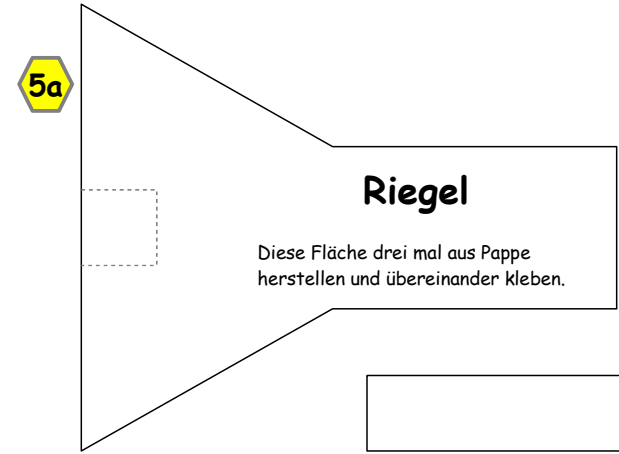 5a
Riegel
Diese Fläche drei mal aus Pappe
herstellen und übereinander kleben.